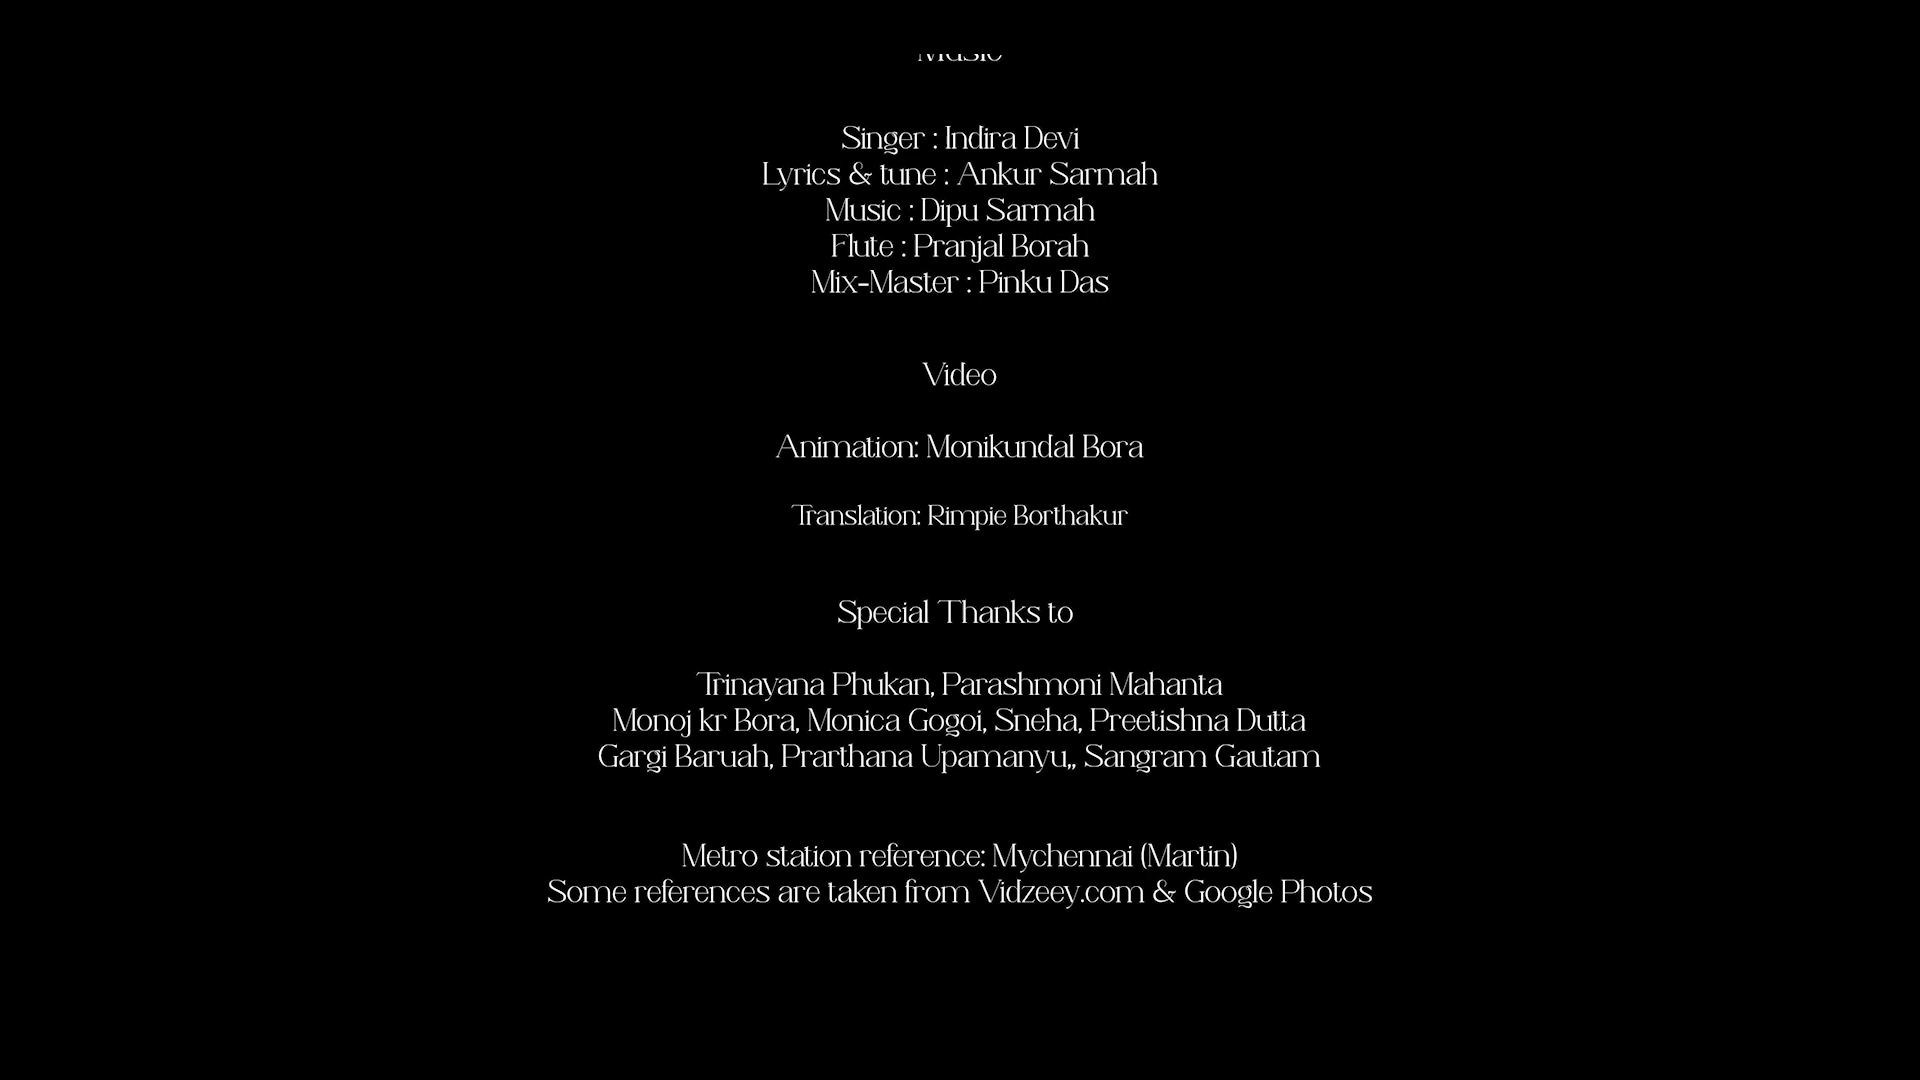 Music
Singer : Indira Devi
Lyrics & tune : Ankur Sarmah
Music : Dipu Sarmah
Flute : Pranjal Borah
Mix-Master : Pinku Das
Video
Animation: Monikundal Bora
Translation: Rimpie Borthakur
Special Thanks to
Trinayana Phukan, Parashmoni Mahanta
Monoj kr Bora, Monica Gogoi, Sneha, Preetishna Dutta
Gargi Baruah, Prarthana Upamanyu,, Sangram Gautam
Metro station reference: Mychennai (Martin)
Some references are taken from Vidzeey.com & Google Photos